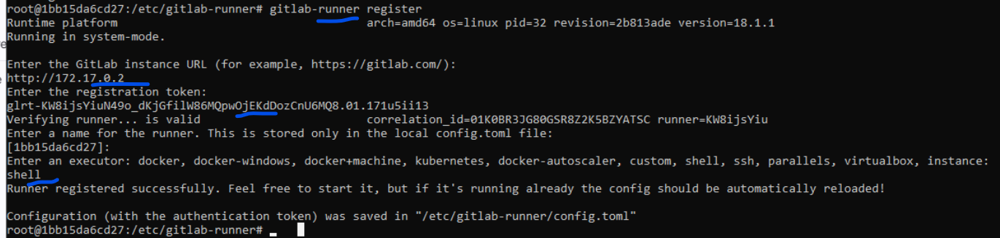 root@1bb15da6cd27:/etc/gitlab-runner# gitlab-runner register
Runtime platform arch=amd64 os=linux pid=32 revision=2b813ade version=18.1.1
Running in system-mode.
Enter the GitLab instance URL (for example, https://gitlab.com/):
http://172.17.0.2
Enter the registration token:
glrt-KW8ijsYiuN49o_dKjGfilW86MQpwOjEKdDozCnU6MQ8.01.171u5ii13
Verifying runner... is valid correlation_id=01K0BR3JG80GSR8Z2K5BZYATSC runner=KW8ijsYiu
Enter a name for the runner. This is stored only in the local config.toml file:
[1bb15da6cd27]:
Enter an executor: docker, docker-windows, docker+machine, kubernetes, docker-autoscaler, custom, shell, ssh, parallels, virtualbox, instance:
shell
Runner registered successfully. Feel free to start it, but if it's running already the config should be automatically reloaded!
Configuration (with the authentication token) was saved in "/etc/gitlab-runner/config.toml"
root@1bb15da6cd27:/etc/gitlab-runner#